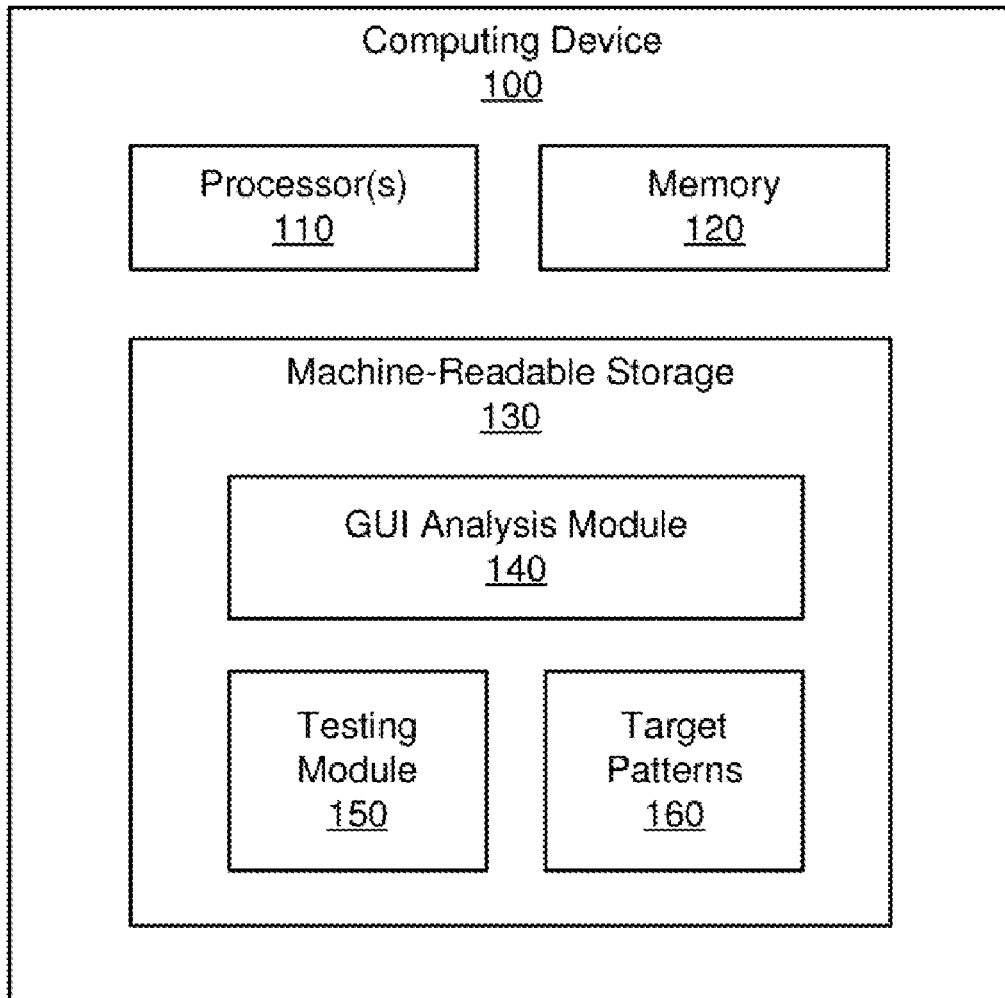 Computing Device
100
Processor(s)
110
Memory
120
Machine-Readable Storage
130
GUI Analysis Module
140
Testing
Module
150
Target
Patterns
160